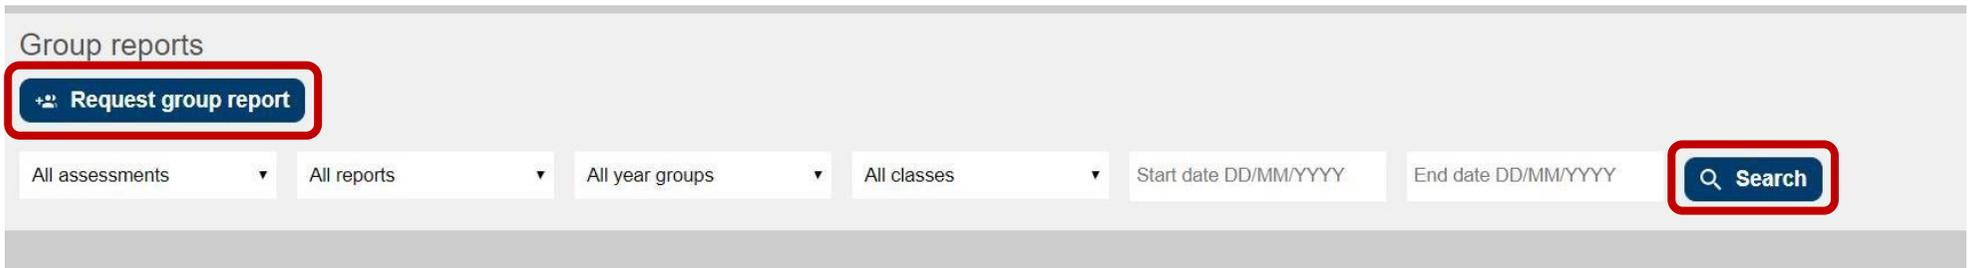 Group reports
Request group report
All assessments All reports All year groups All classes Start date DD/MM/YYYY End date DD/MM/YYYY Search